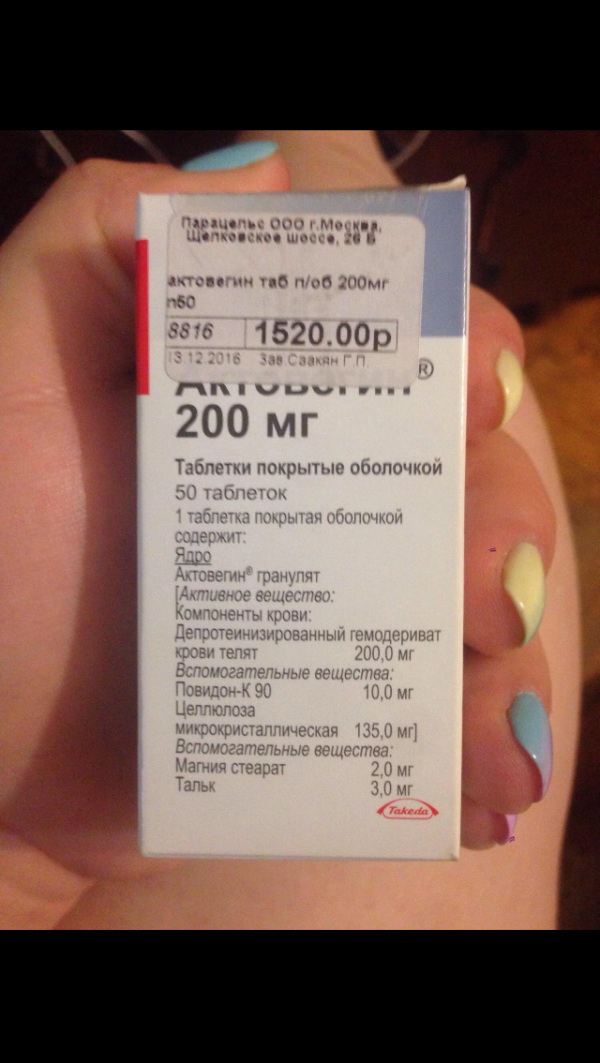 Парацельс ООО г.Москва,
Щелковское шоссе, 26 Б
актовегин таб п/об 200мг
п50
8816 1520.00р
13.12.2016 Зав.Саакян Г.П.
Актовегин®
200 мг
Таблетки покрытые оболочкой
50 таблеток
1 таблетка покрытая оболочкой
содержит:
Ядро
Актовегин® гранулят
[Активное вещество:
Компоненты крови:
Депротеинизированный гемодериват
крови телят 200,0 мг
Вспомогательные вещества:
Повидон-К 90 10,0 мг
Целлюлоза
микрокристаллическая 135,0 мг]
Вспомогательные вещества:
Магния стеарат 2,0 мг
Тальк 3,0 мг
Takeda